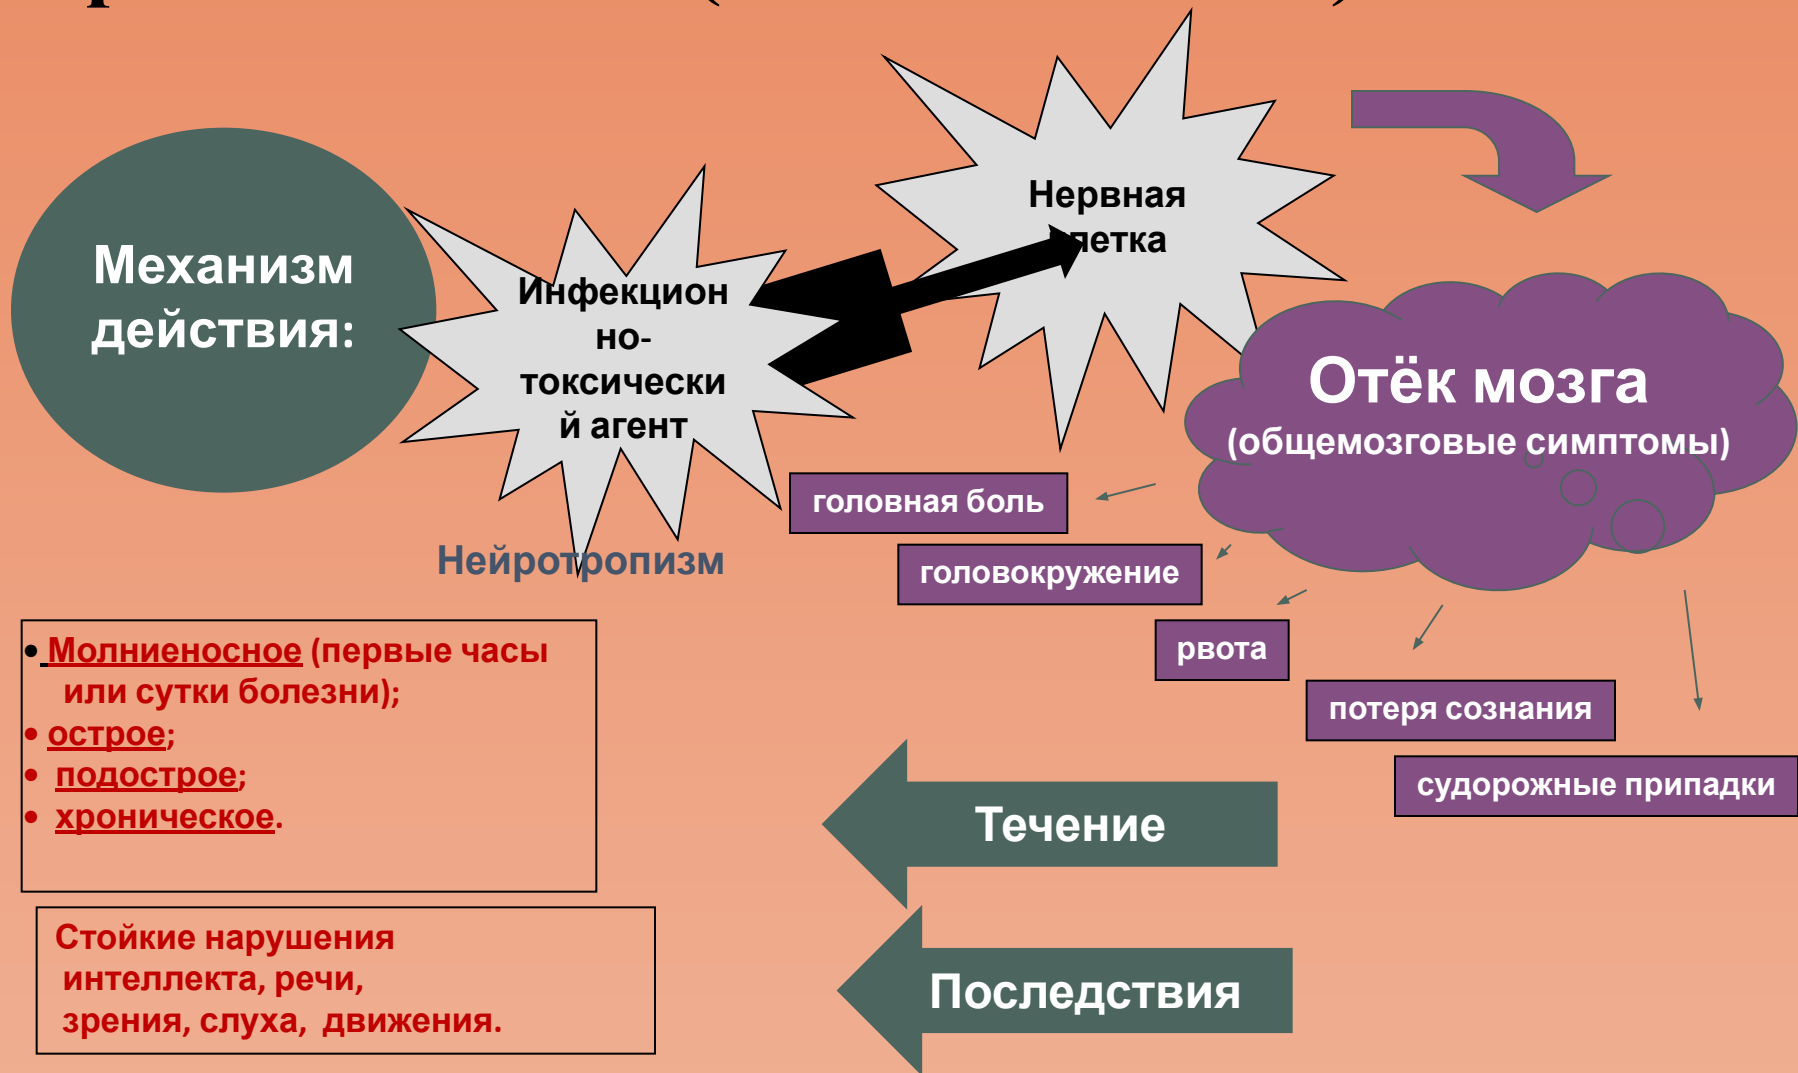 Механизм
действия:
Инфекцион
но-
токсически
й агент
Нервная
Нейротропизм
Отёк мозга
(общемозговые симптомы)
головная боль
головокружение
рвота
потеря сознания
судорожные припадки
• Молниеносное (первые часы
или сутки болезни);
• острое;
• подострое;
• хроническое.
Течение
Стойкие нарушения
интеллекта, речи,
зрения, слуха, движения.
Последствия